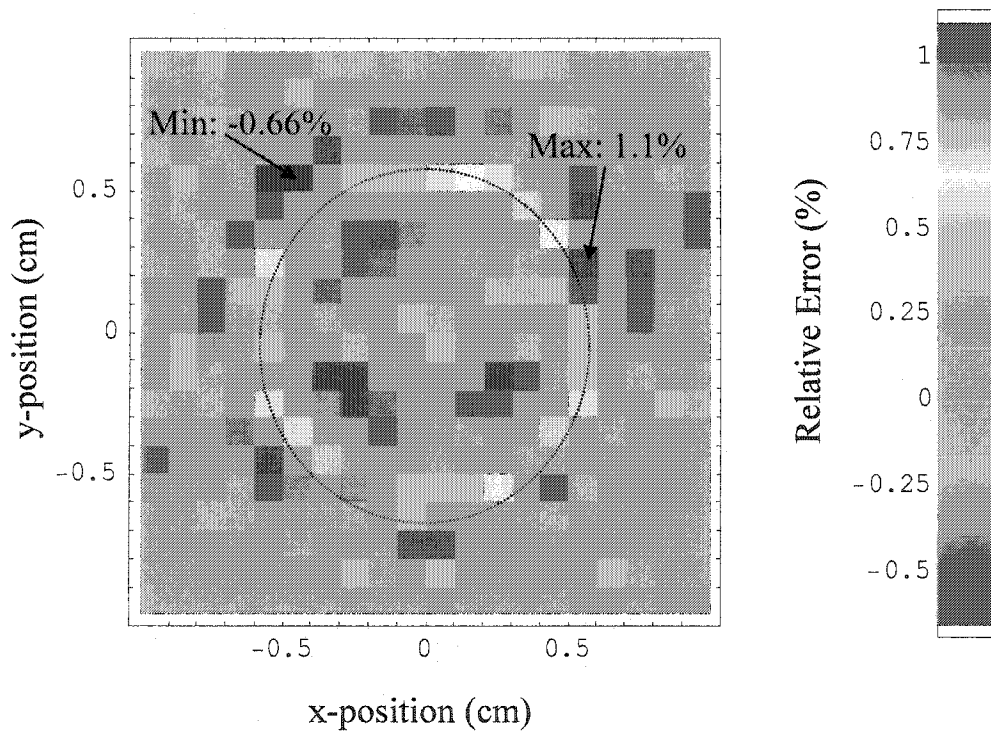 Min: -0.66%
Max: 1.1%
0.5
0
-0.5
y-position (cm)
-0.5 0 0.5
x-position (cm)
Relative Error (%)
1
0.75
0.5
0.25
0
-0.25
-0.5